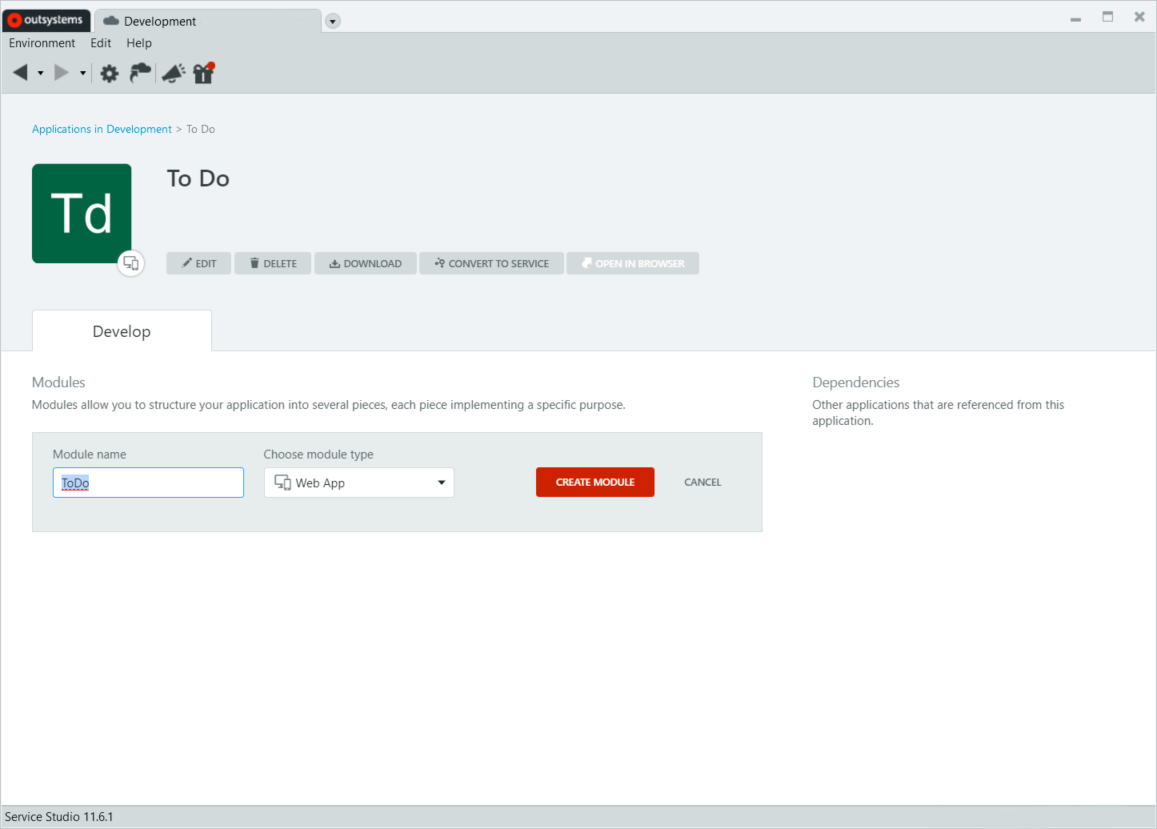 outsystems
Development
Environment Edit Help
Applications in Development > To Do
Td
To Do
EDIT
DELETE
DOWNLOAD
CONVERT TO SERVICE
OPEN IN BROWSER
Develop
Modules
Modules allow you to structure your application into several pieces, each piece implementing a specific purpose.
Module name
Choose module type
ToDo
Web App
CREATE MODULE
CANCEL
Dependencies
Other applications that are referenced from this
application.
Service Studio 11.6.1